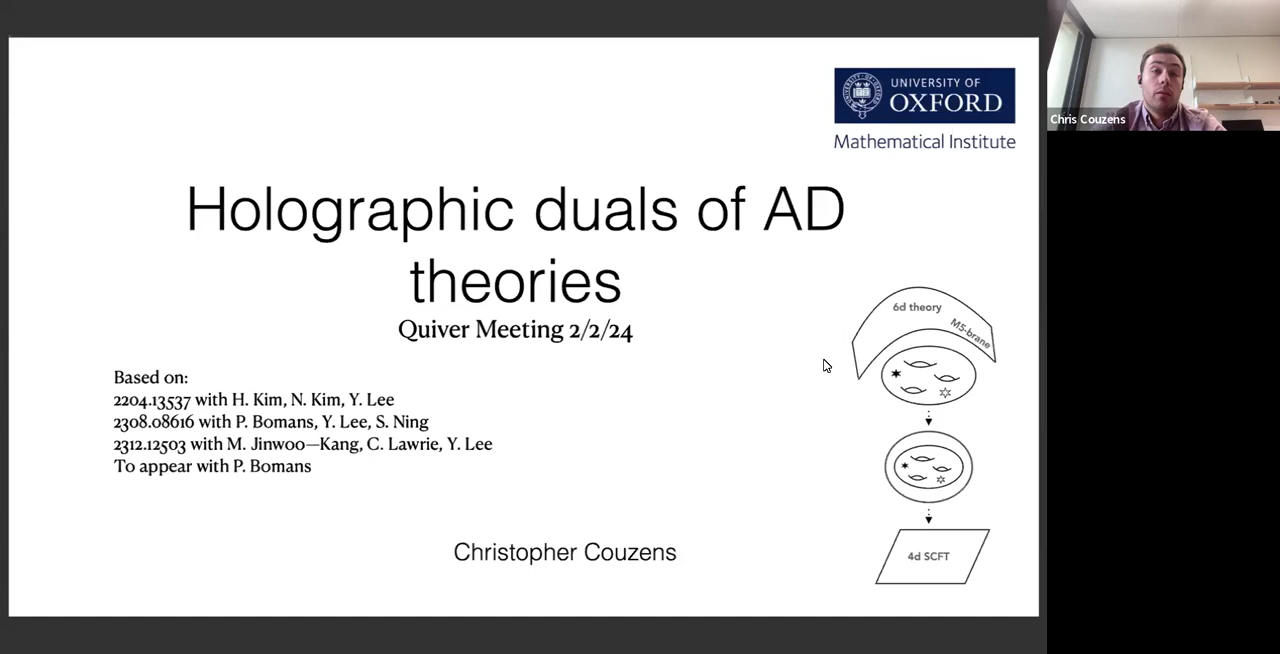 UNIVERSITY OF
OXFORD
Mathematical Institute
Holographic duals of AD
theories
Quiver Meeting 2/2/24
Based on:
2204.13537 with H. Kim, N. Kim, Y. Lee
2308.08616 with P. Bomans, Y. Lee, S. Ning
2312.12503 with M. Jinwoo—Kang, C. Lawrie, Y. Lee
To appear with P. Bomans
Christopher Couzens
6d theory
M5-brane
4d SCFT
Chris Couzens